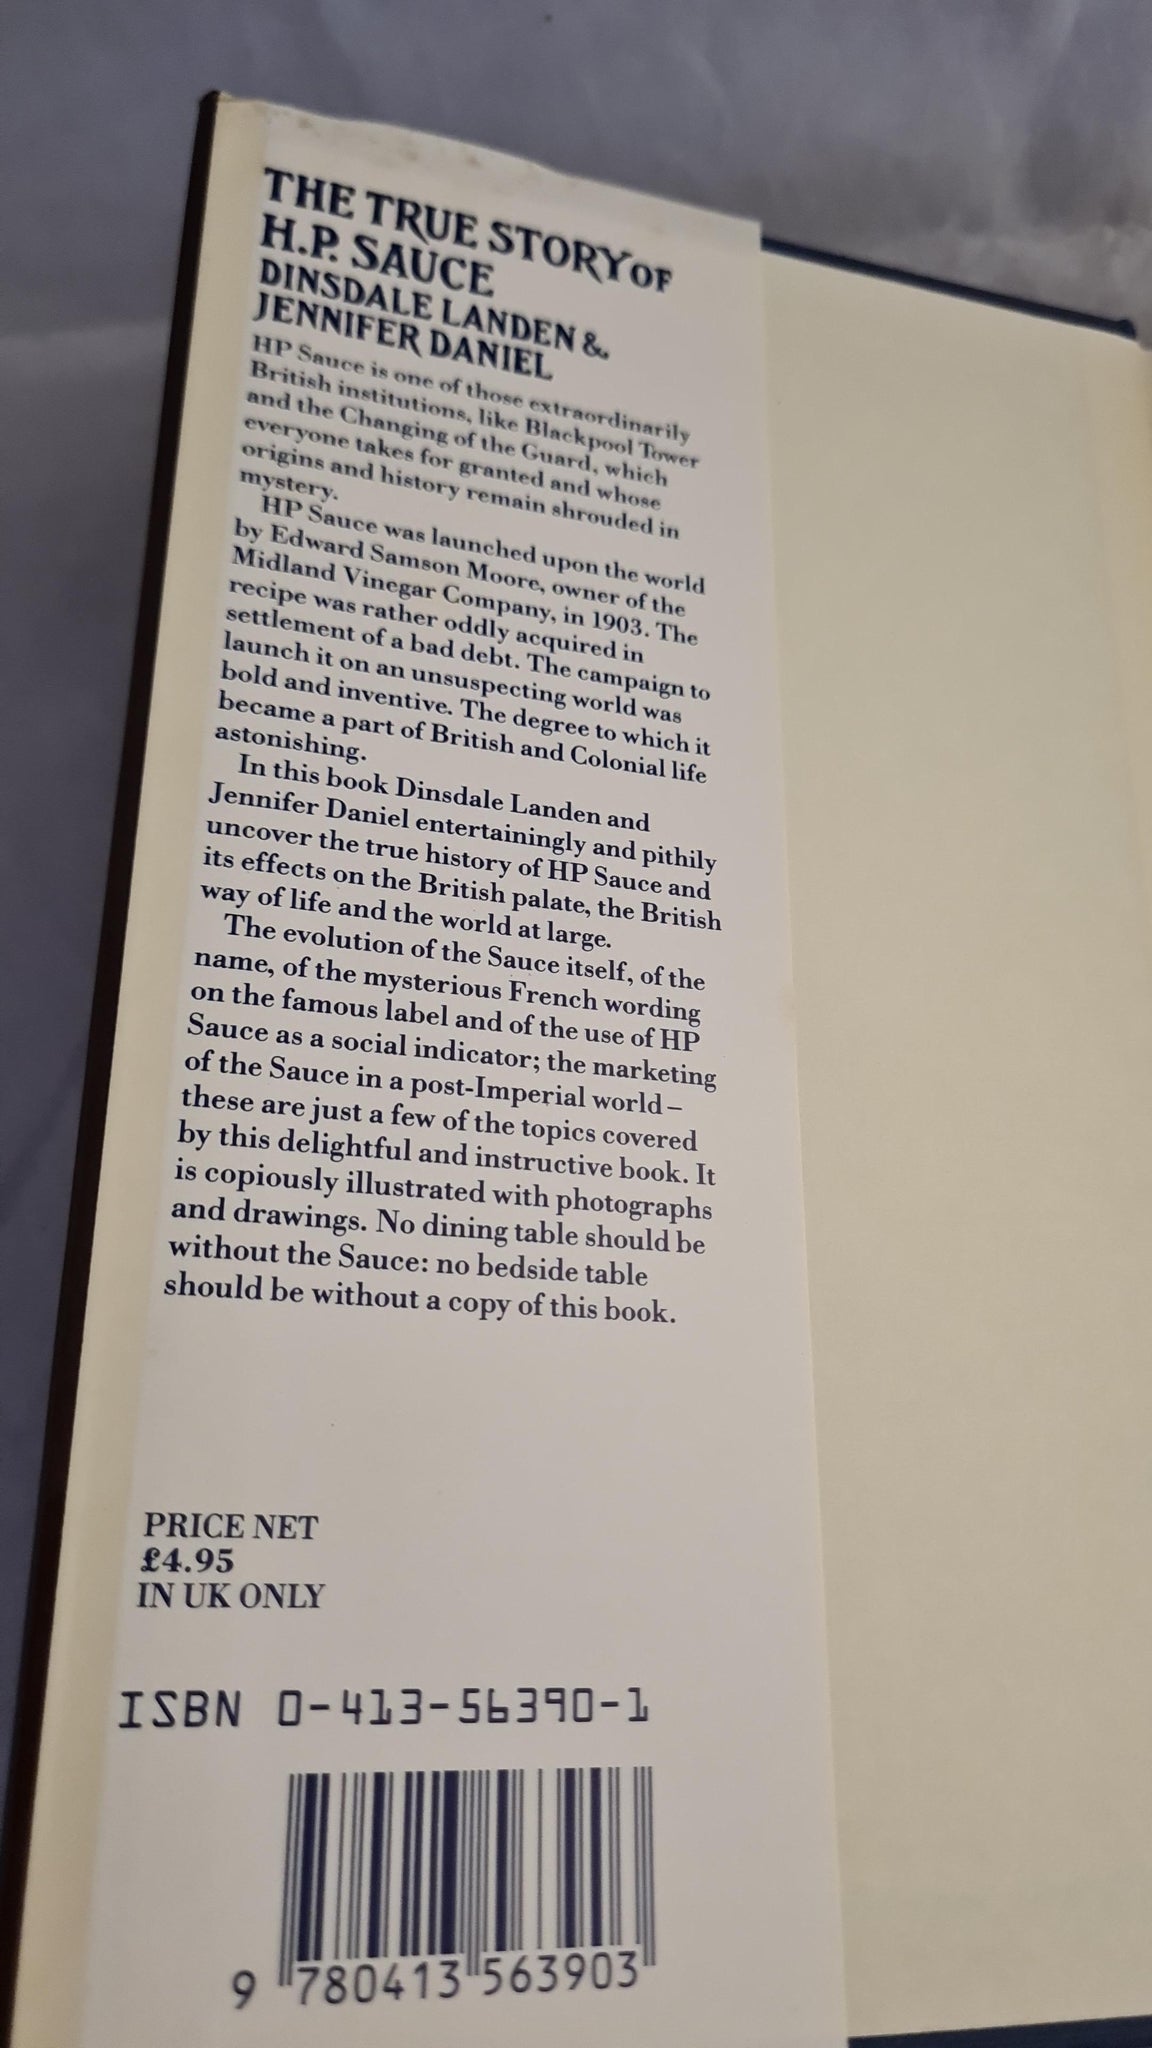 THE TRUE STORY OF
H.P. SAUCE
DINSDALE LANDEN &
JENNIFER DANIEL
HP Sauce is one of those extraordinarily
British institutions, like Blackpool Tower
and the Changing of the Guard, which
everyone takes for granted and whose
origins and history remain shrouded in
mystery.
HP Sauce was launched upon the world
by Edward Samson Moore, owner of the
Midland Vinegar Company, in 1903. The
recipe was rather oddly acquired in
settlement of a bad debt. The campaign to
launch it on an unsuspecting world was
bold and inventive. The degree to which it
became a part of British and Colonial life
astonishing.
In this book Dinsdale Landen and
Jennifer Daniel entertainingly and pithily
uncover the true history of HP Sauce and
its effects on the British palate, the British
way of life and the world at large.
The evolution of the Sauce itself, of the
name, of the mysterious French wording
on the famous label and of the use of HP
Sauce as a social indicator; the marketing
of the Sauce in a post-Imperial world –
these are just a few of the topics covered
by this delightful and instructive book. It
is copiously illustrated with photographs
and drawings. No dining table should be
without the Sauce: no bedside table
should be without a copy of this book.
PRICE NET
£4.95
IN UK ONLY
ISBN 0-413-56390-1
9 780413 563903